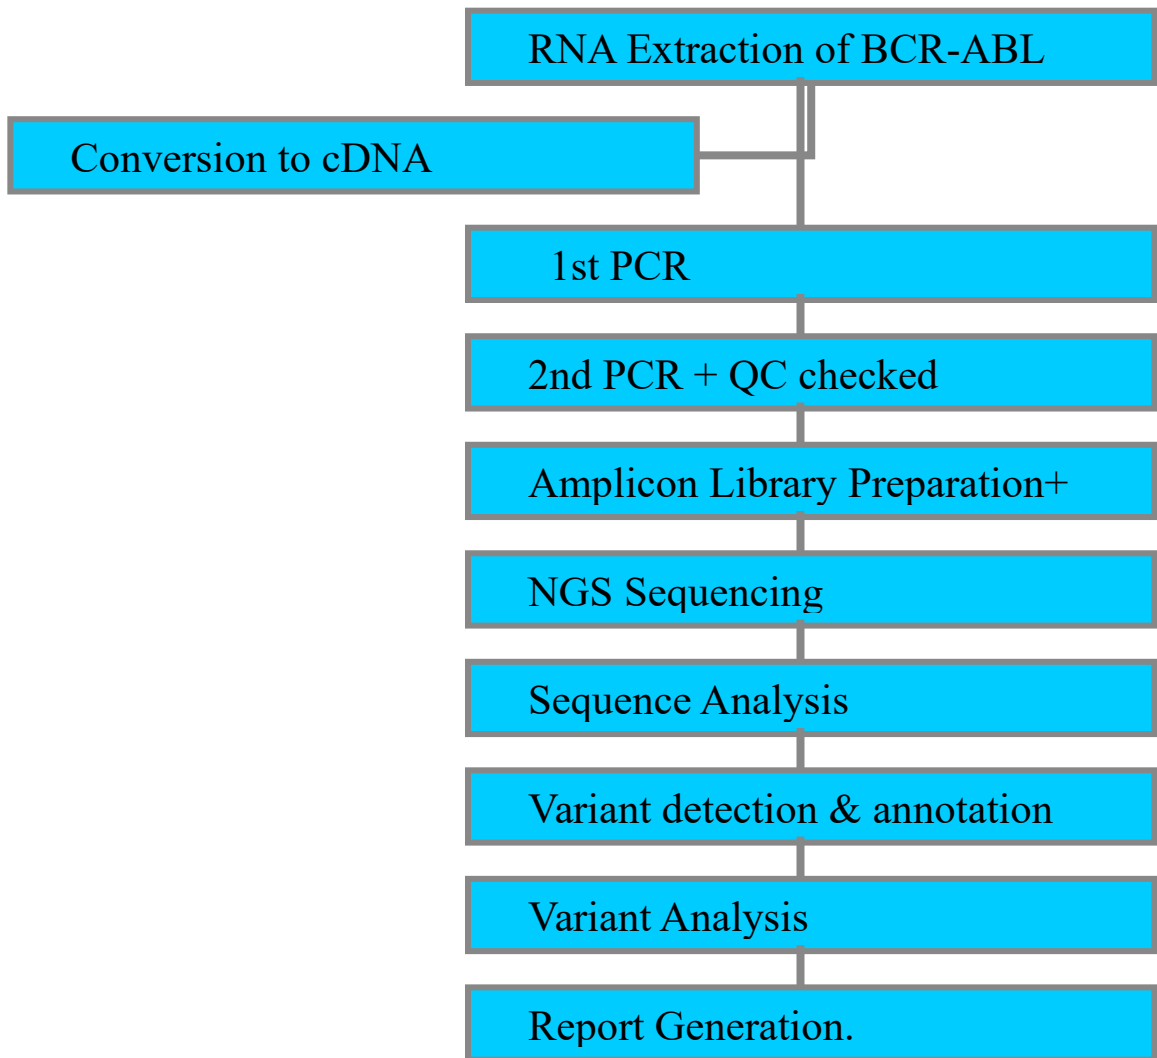 RNA Extraction of BCR-ABL
Conversion to cDNA
1st PCR
2nd PCR + QC checked
Amplicon Library Preparation+
NGS Sequencing
Sequence Analysis
Variant detection & annotation
Variant Analysis
Report Generation.